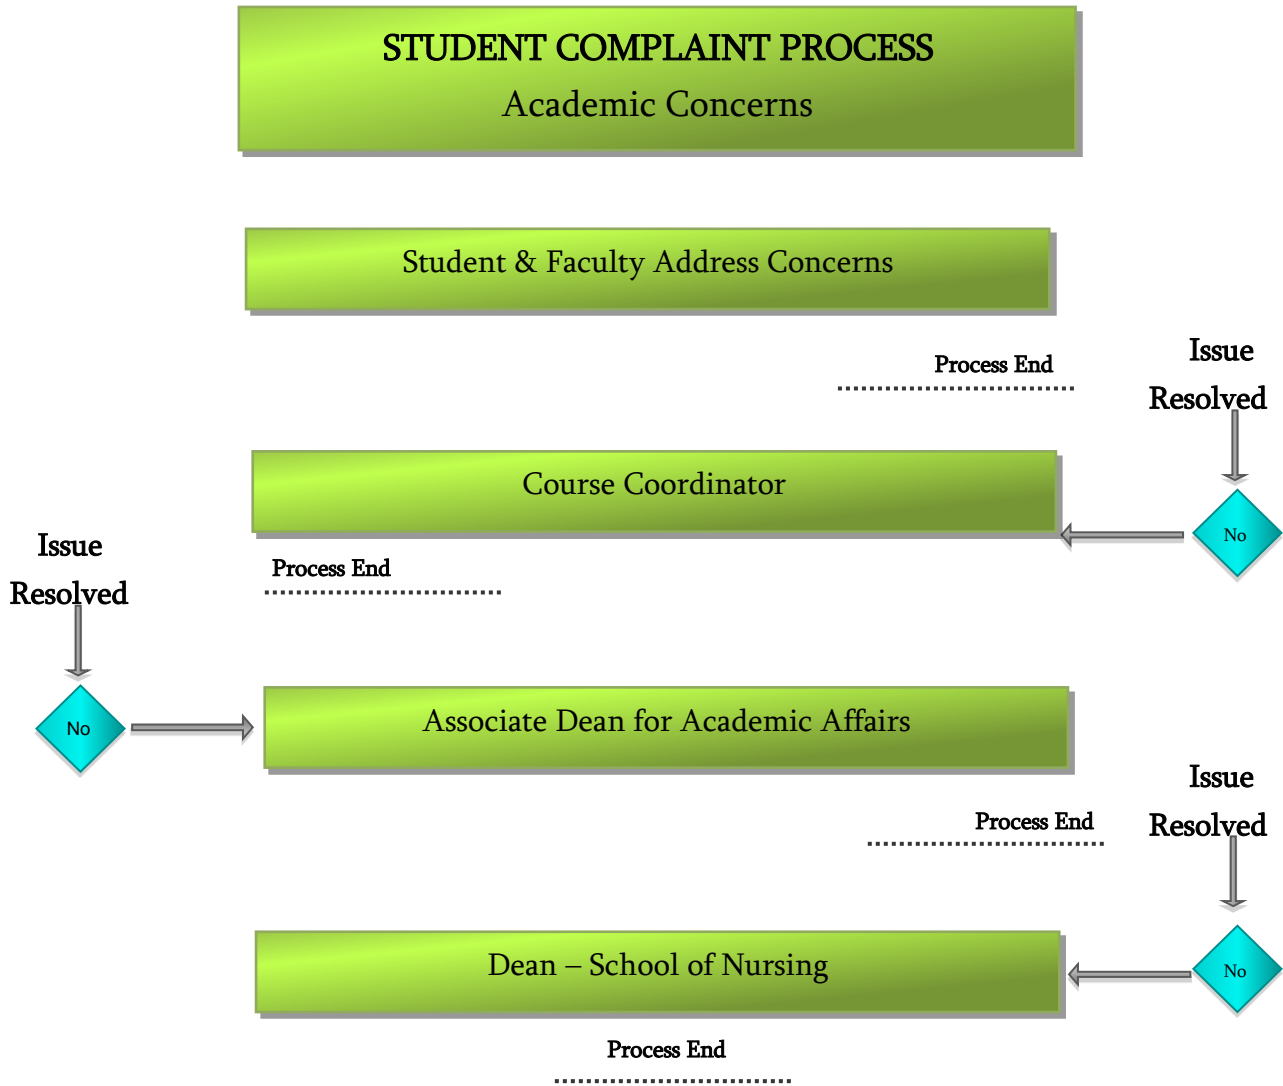 STUDENT COMPLAINT PROCESS
Academic Concerns
Student & Faculty Address Concerns
Process End
Issue
Resolved
Course Coordinator
No
Process End
Issue
Resolved
No
Associate Dean for Academic Affairs
Process End
Issue
Resolved
Dean – School of Nursing
No
Process End